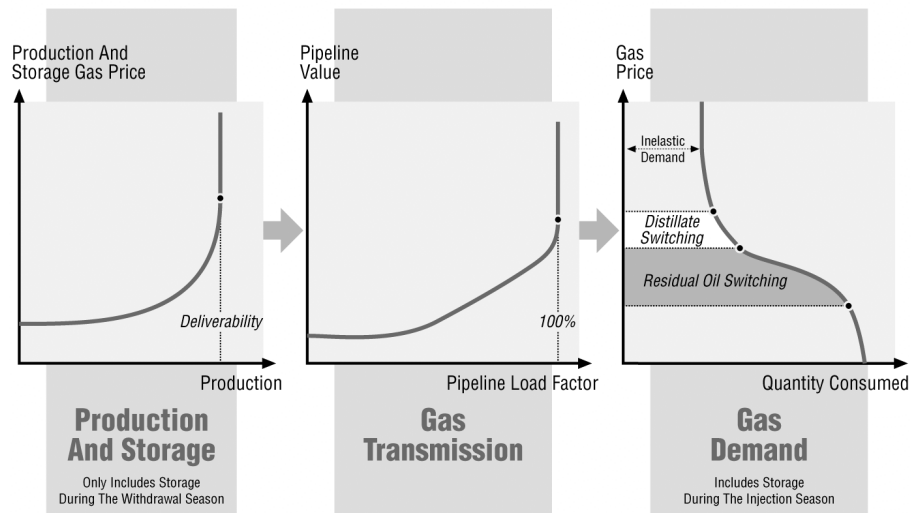 Production And
Storage Gas Price
Deliverability
Production
Production
And Storage
Only Includes Storage
During The Withdrawal Season
Pipeline
Value
100%
Pipeline Load Factor
Gas
Transmission
Gas
Price
Inelastic
Demand
Distillate
Switching
Residual Oil Switching
Quantity Consumed
Gas
Demand
Includes Storage
During The Injection Season